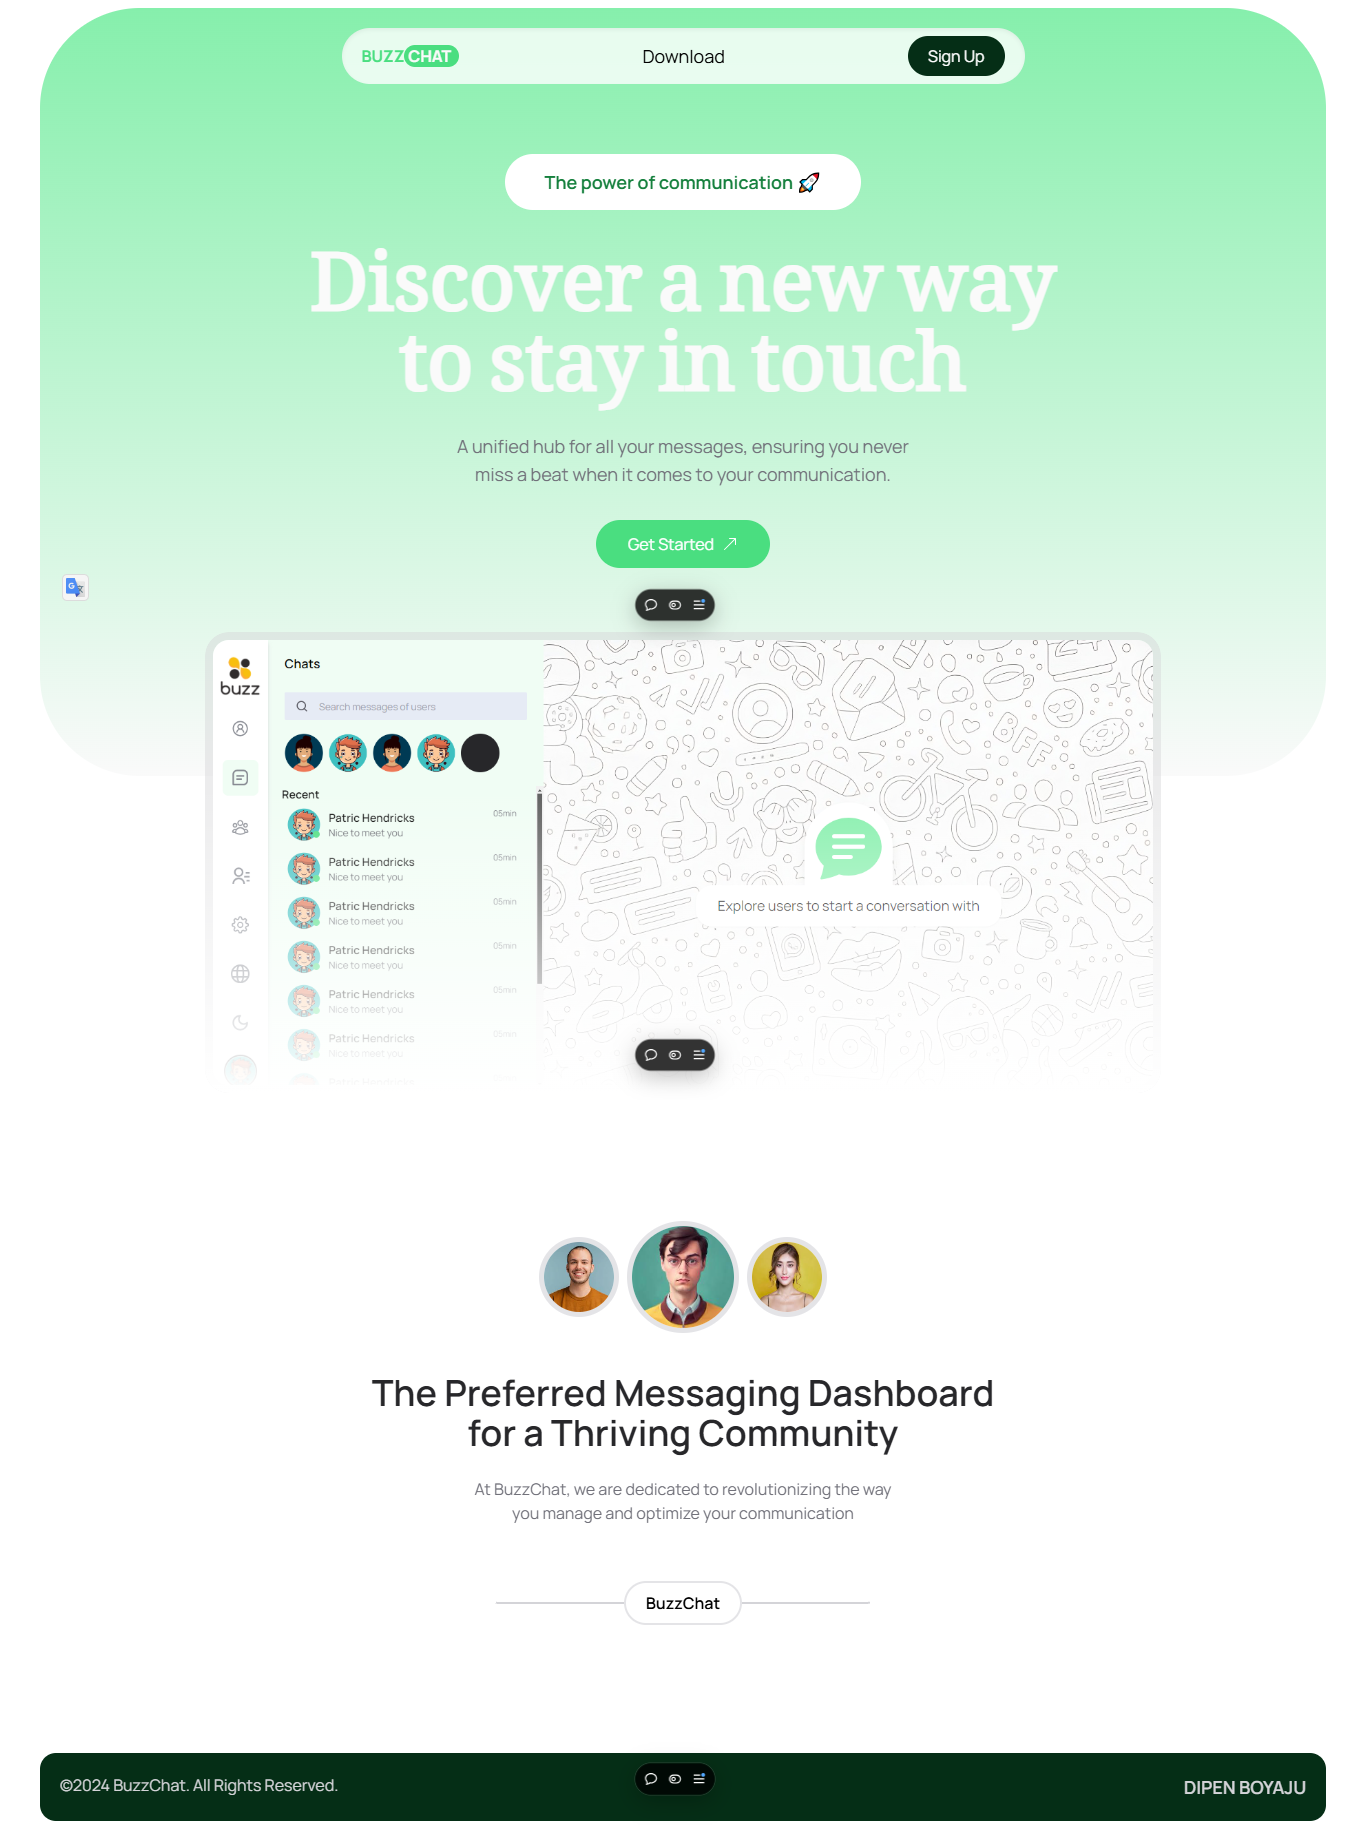 BUZZCHAT
Download
Sign Up
The power of communication 🚀
Discover a new way
to stay in touch
A unified hub for all your messages, ensuring you never
miss a beat when it comes to your communication.
Get Started
buzz
Chats
Search messages of users
Recent
Patric Hendricks
05min
Nice to meet you
Patric Hendricks
05min
Nice to meet you
Patric Hendricks
05min
Nice to meet you
Patric Hendricks
05min
Nice to meet you
Patric Hendricks
05min
Nice to meet you
Patric Hendricks
05min
Nice to meet you
Patric Hendricks
OFF
Explore users to start a conversation with
The Preferred Messaging Dashboard
for a Thriving Community
At BuzzChat, we are dedicated to revolutionizing the way
you manage and optimize your communication
BuzzChat
©2024 BuzzChat. All Rights Reserved.
DIPEN BOYAJU